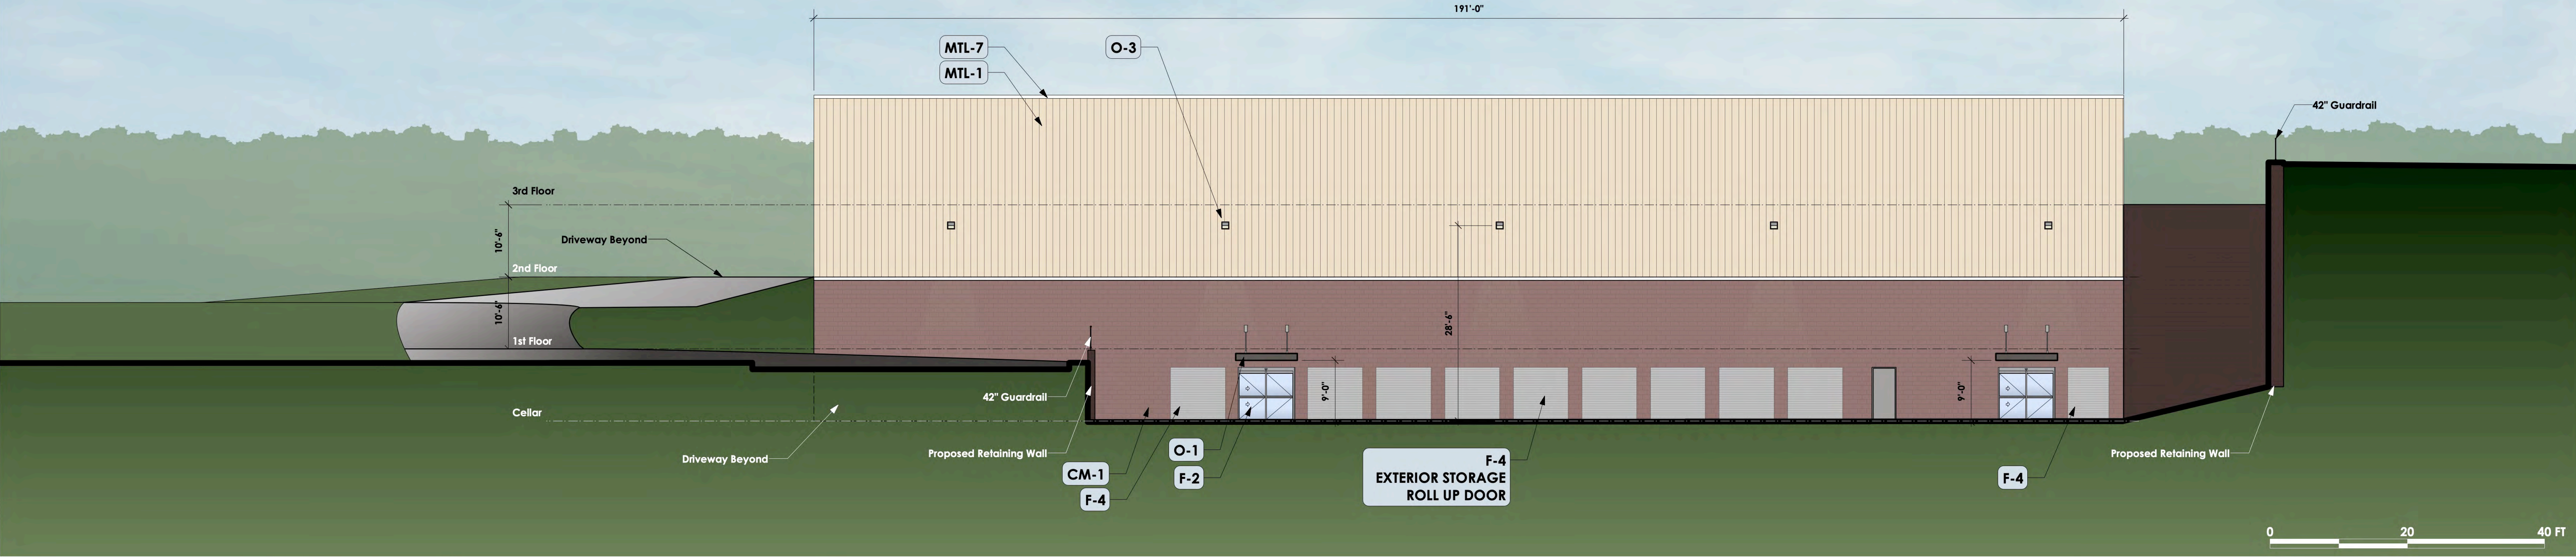 191'-0"
MTL-7
O-3
MTL-1
42" Guardrail
3rd Floor
10'-6"
Driveway Beyond
2nd Floor
10'-6"
28'-6"
1st Floor
9'-0"
9'-0"
42" Guardrail
Cellar
Driveway Beyond
Proposed Retaining Wall
O-1
CM-1
F-2
F-4
F-4
EXTERIOR STORAGE
ROLL UP DOOR
F-4
Proposed Retaining Wall
0 20 40 FT